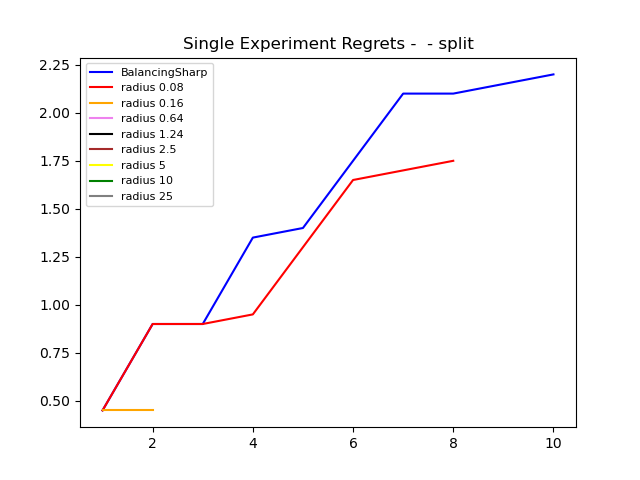 Single Experiment Regrets -  - split
2.25
2.00
1.75
1.50
1.25
1.00
0.75
0.50
BalancingSharp
radius 0.08
radius 0.16
radius 0.64
radius 1.24
radius 2.5
radius 5
radius 10
radius 25
2
4
6
8
10